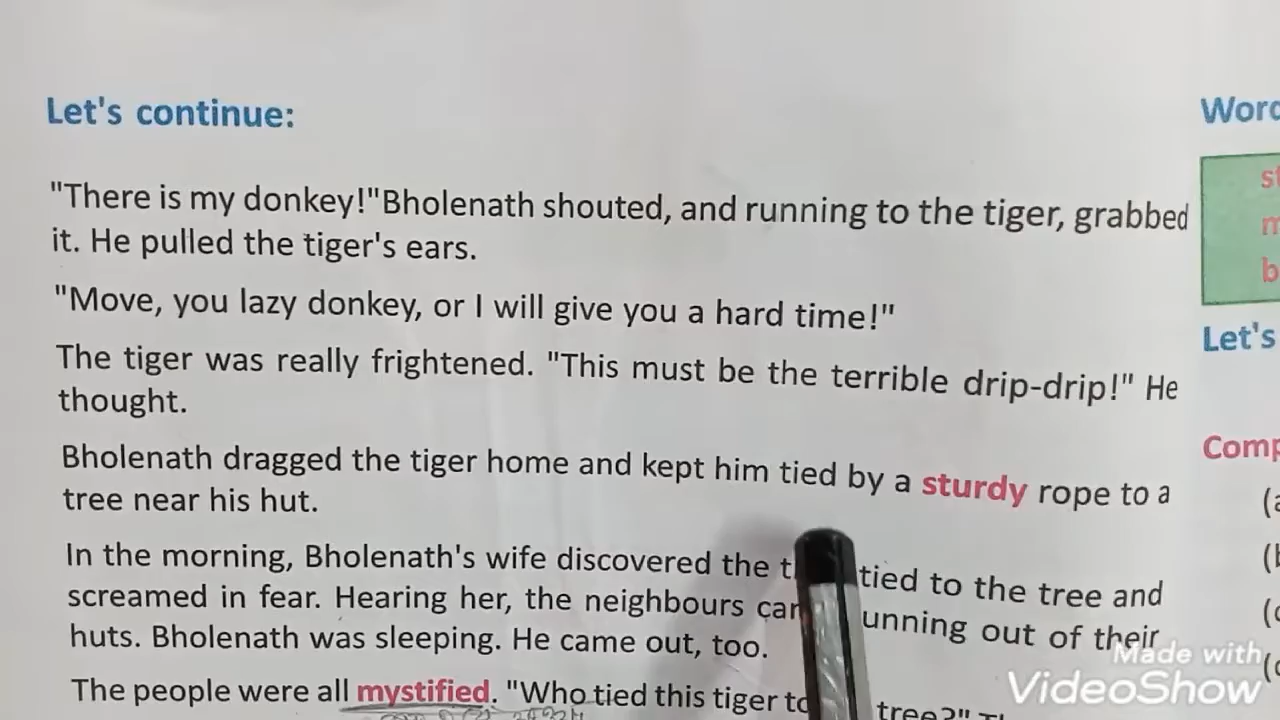 Let's continue:
"There is my donkey!"Bholenath shouted, and running to the tiger, grabbed
it. He pulled the tiger's ears.
"Move, you lazy donkey, or I will give you a hard time!"
The tiger was really frightened. "This must be the terrible drip-drip!" He
thought.
Bholenath dragged the tiger home and kept him tied by a sturdy rope to a
tree near his hut.
In the morning, Bholenath's wife discovered the tied to the tree and
screamed in fear. Hearing her, the neighbours out of their
huts. Bholenath was sleeping. He came out, too.
The people were all mystified. "Who tied this tiger tree?"
Let's
Made with
VideoShow